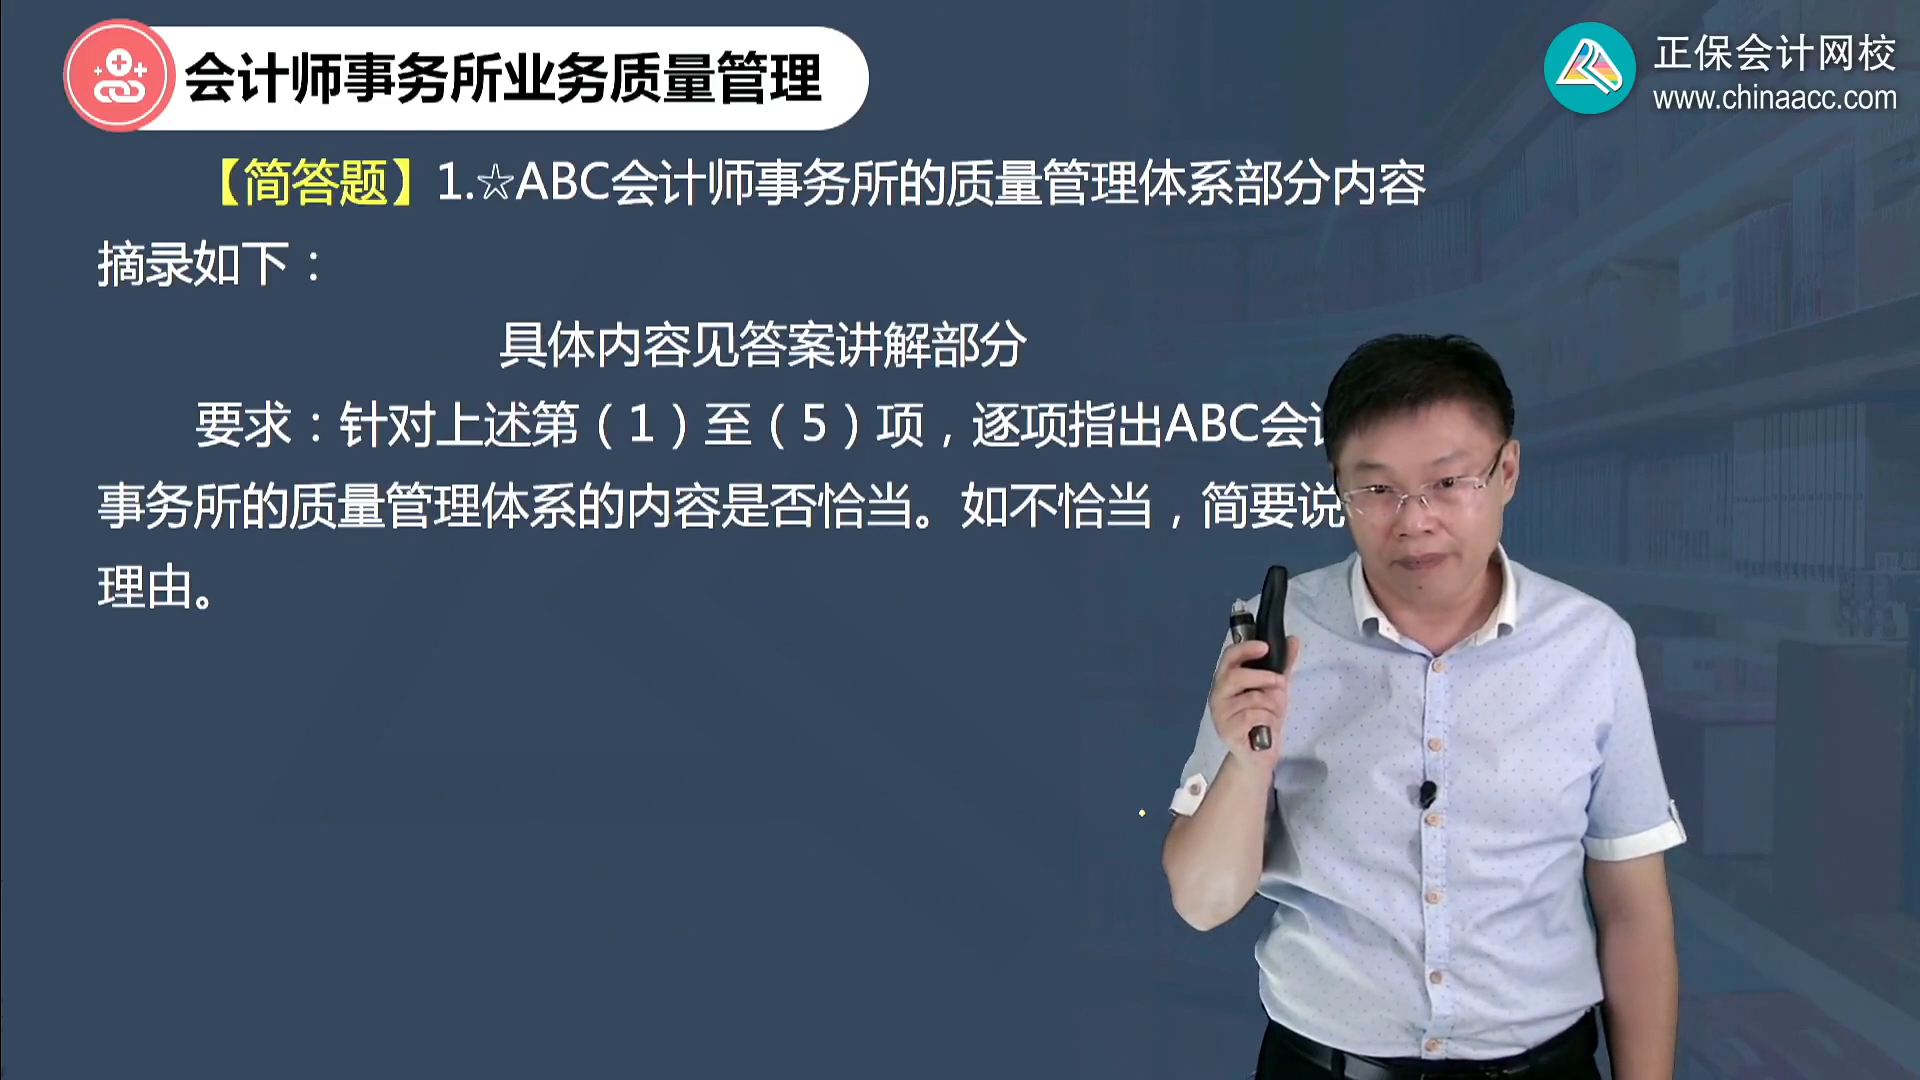 会计师事务所业务质量管理
正保会计网校
www.chinaacc.com
【简答题】1.☆ABC会计师事务所的质量管理体系部分内容
摘录如下：
具体内容见答案讲解部分
要求：针对上述第（1）至（5）项，逐项指出ABC会计
事务所的质量管理体系的内容是否恰当。如不恰当，简要说
理由。